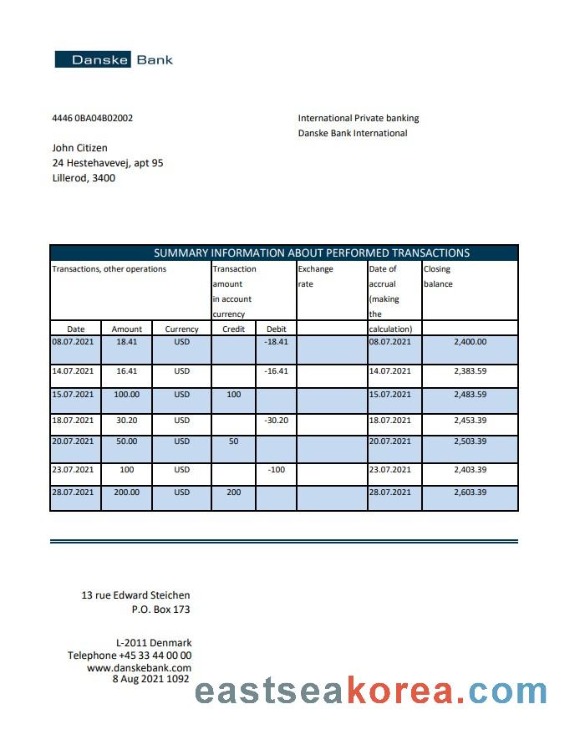 Danske Bank
4446 0BA04B02002
International Private banking
Danske Bank International
John Citizen
24 Hestehavevej, apt 95
Lillerod, 3400
SUMMARY INFORMATION ABOUT PERFORMED TRANSACTIONS
Transactions, other operations Transaction amount in account currency Exchange rate Date of accrual (making the calculation) Closing balance
Date Amount Currency Credit Debit
08.07.2021 18.41 USD -18.41 08.07.2021 2,400.00
14.07.2021 16.41 USD -16.41 14.07.2021 2,383.59
15.07.2021 100.00 USD 100 15.07.2021 2,483.59
18.07.2021 30.20 USD -30.20 18.07.2021 2,453.39
20.07.2021 50.00 USD 50 20.07.2021 2,503.39
23.07.2021 100 USD -100 23.07.2021 2,403.39
28.07.2021 200.00 USD 200 28.07.2021 2,603.39
13 rue Edward Steichen
P.O. Box 173
L-2011 Denmark
Telephone +45 33 44 00 00
www.danskebank.com
8 Aug 2021 1092
eastseakorea.com